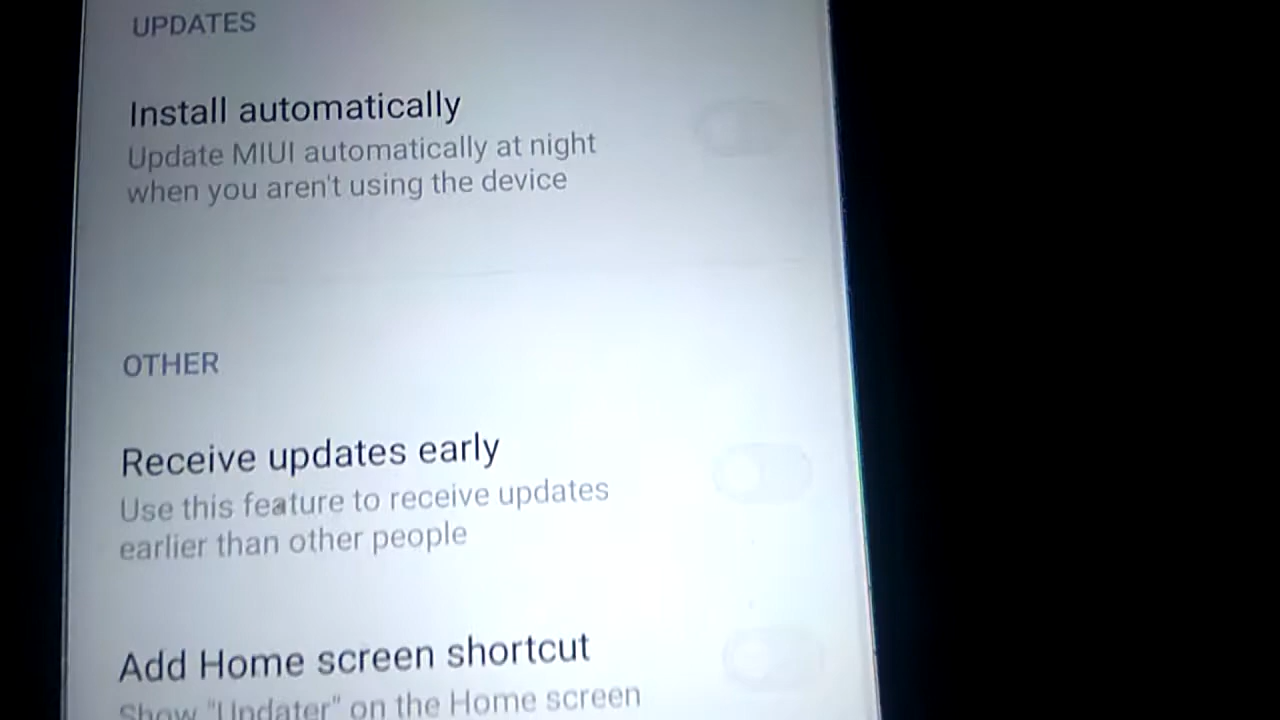 UPDATES
Install automatically
Update MIUI automatically at night
when you aren't using the device
OTHER
Receive updates early
Use this feature to receive updates
earlier than other people
Add Home screen shortcut
Show "Updater" on the Home screen